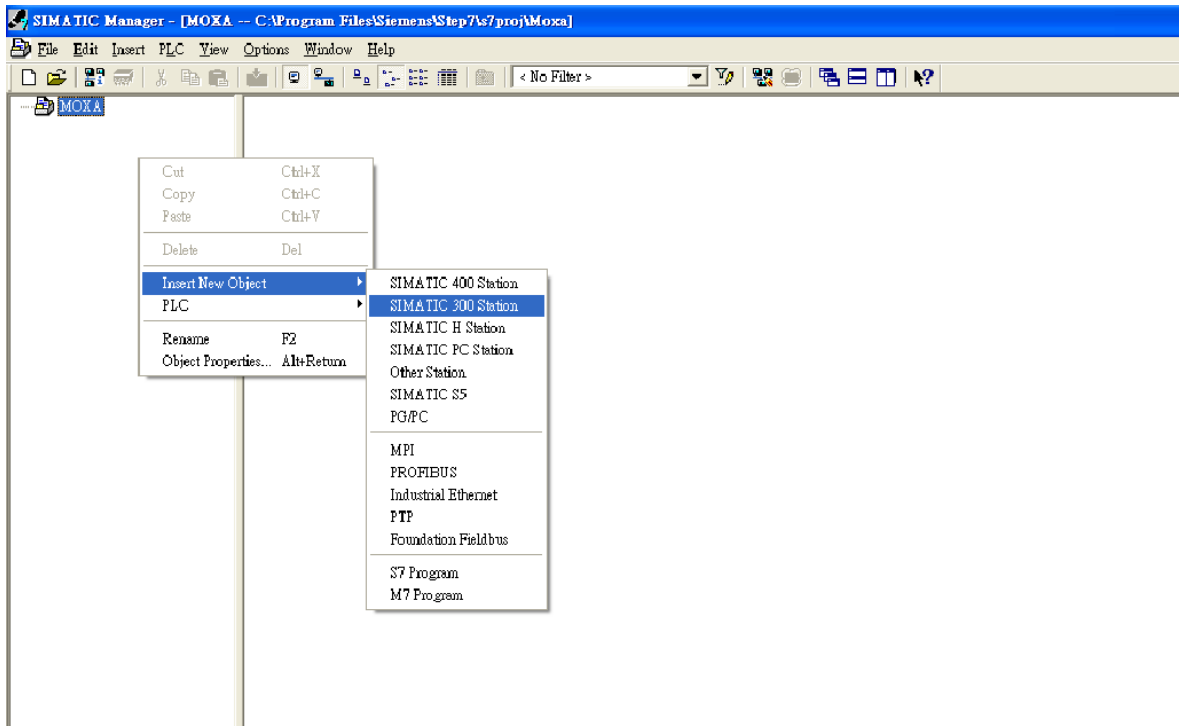 SIMATIC Manager - [MOXA -- C:\Program Files\Siemens\Step7\s7proj\Moxa]
File Edit Insert PLC View Options Window Help
< No Filter >
MOXA
Cut Ctrl+X
Copy Ctrl+C
Paste Ctrl+V
Delete Del
Insert New Object
PLC
Rename F2
Object Properties... Alt+Return
SIMATIC 400 Station
SIMATIC 300 Station
SIMATIC H Station
SIMATIC PC Station
Other Station
SIMATIC S5
PG/PC
MPI
PROFIBUS
Industrial Ethernet
PTP
Foundation Fieldbus
S7 Program
M7 Program